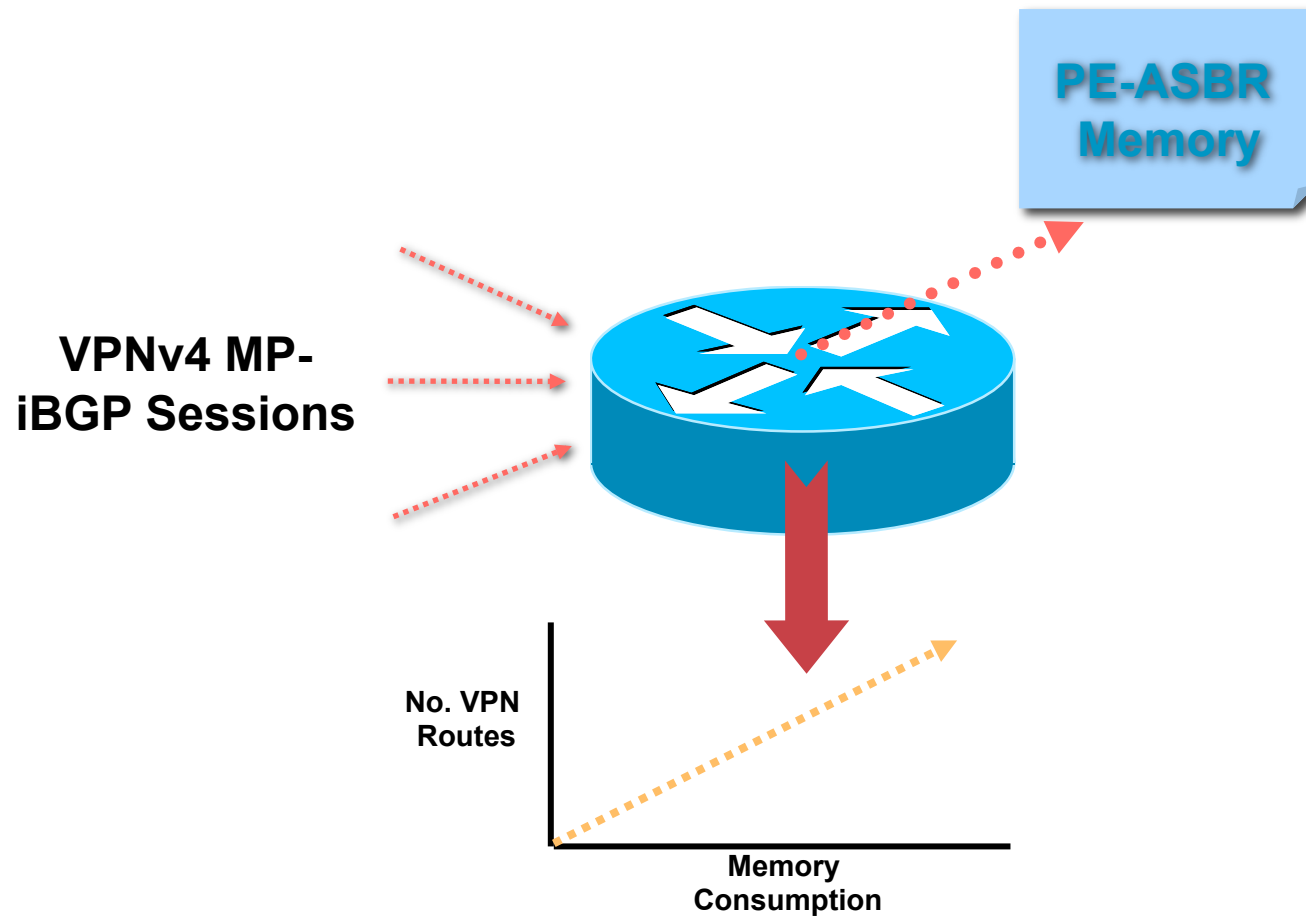 PE-ASBR
Memory
VPNv4 MP-
iBGP Sessions
No. VPN
Routes
Memory
Consumption